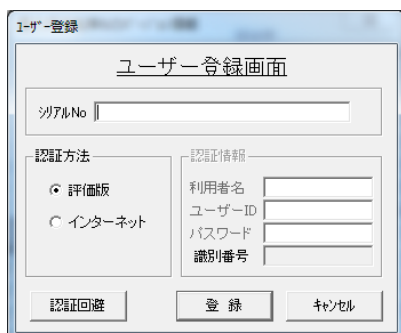 ﾕｰｻﾞｰ登録
ユーザー登録画面
ｼﾘｱﾙNo
認証方法
評価版
インターネット
認証情報
利用者名
ユーザーID
パスワード
識別番号
認証回避
登 録
ｷｬﾝｾﾙ